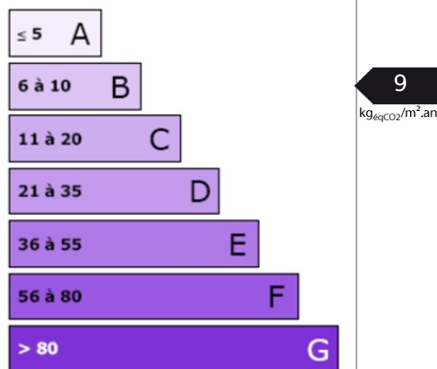 ≤ 5 A
6 à 10 B
9
kgéqCO2/m².an
11 à 20 C
21 à 35 D
36 à 55 E
56 à 80 F
> 80 G